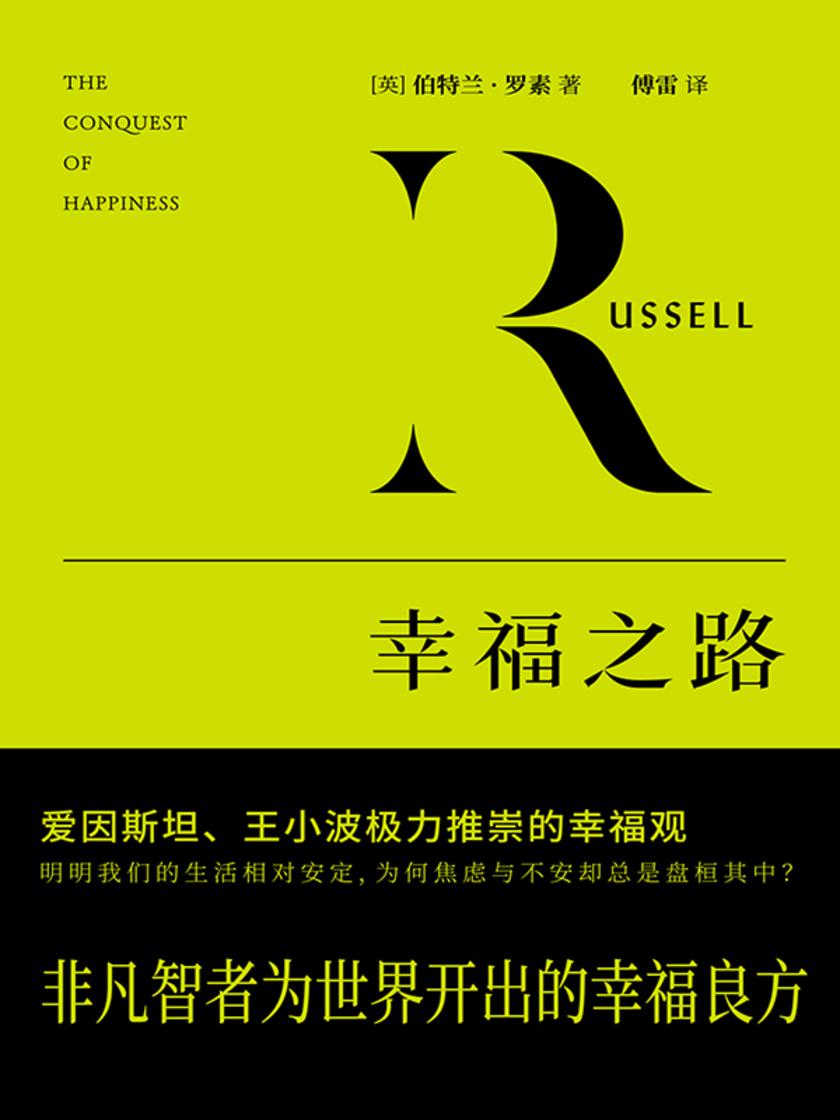 THE
CONQUEST
OF
HAPPINESS
[英] 伯特兰·罗素 著 傅雷 译
RUSSELL
幸福之路
爱因斯坦、王小波极力推崇的幸福观
明明我们的生活相对安定,为何焦虑与不安却总是盘桓其中?
非凡智者为世界开出的幸福良方